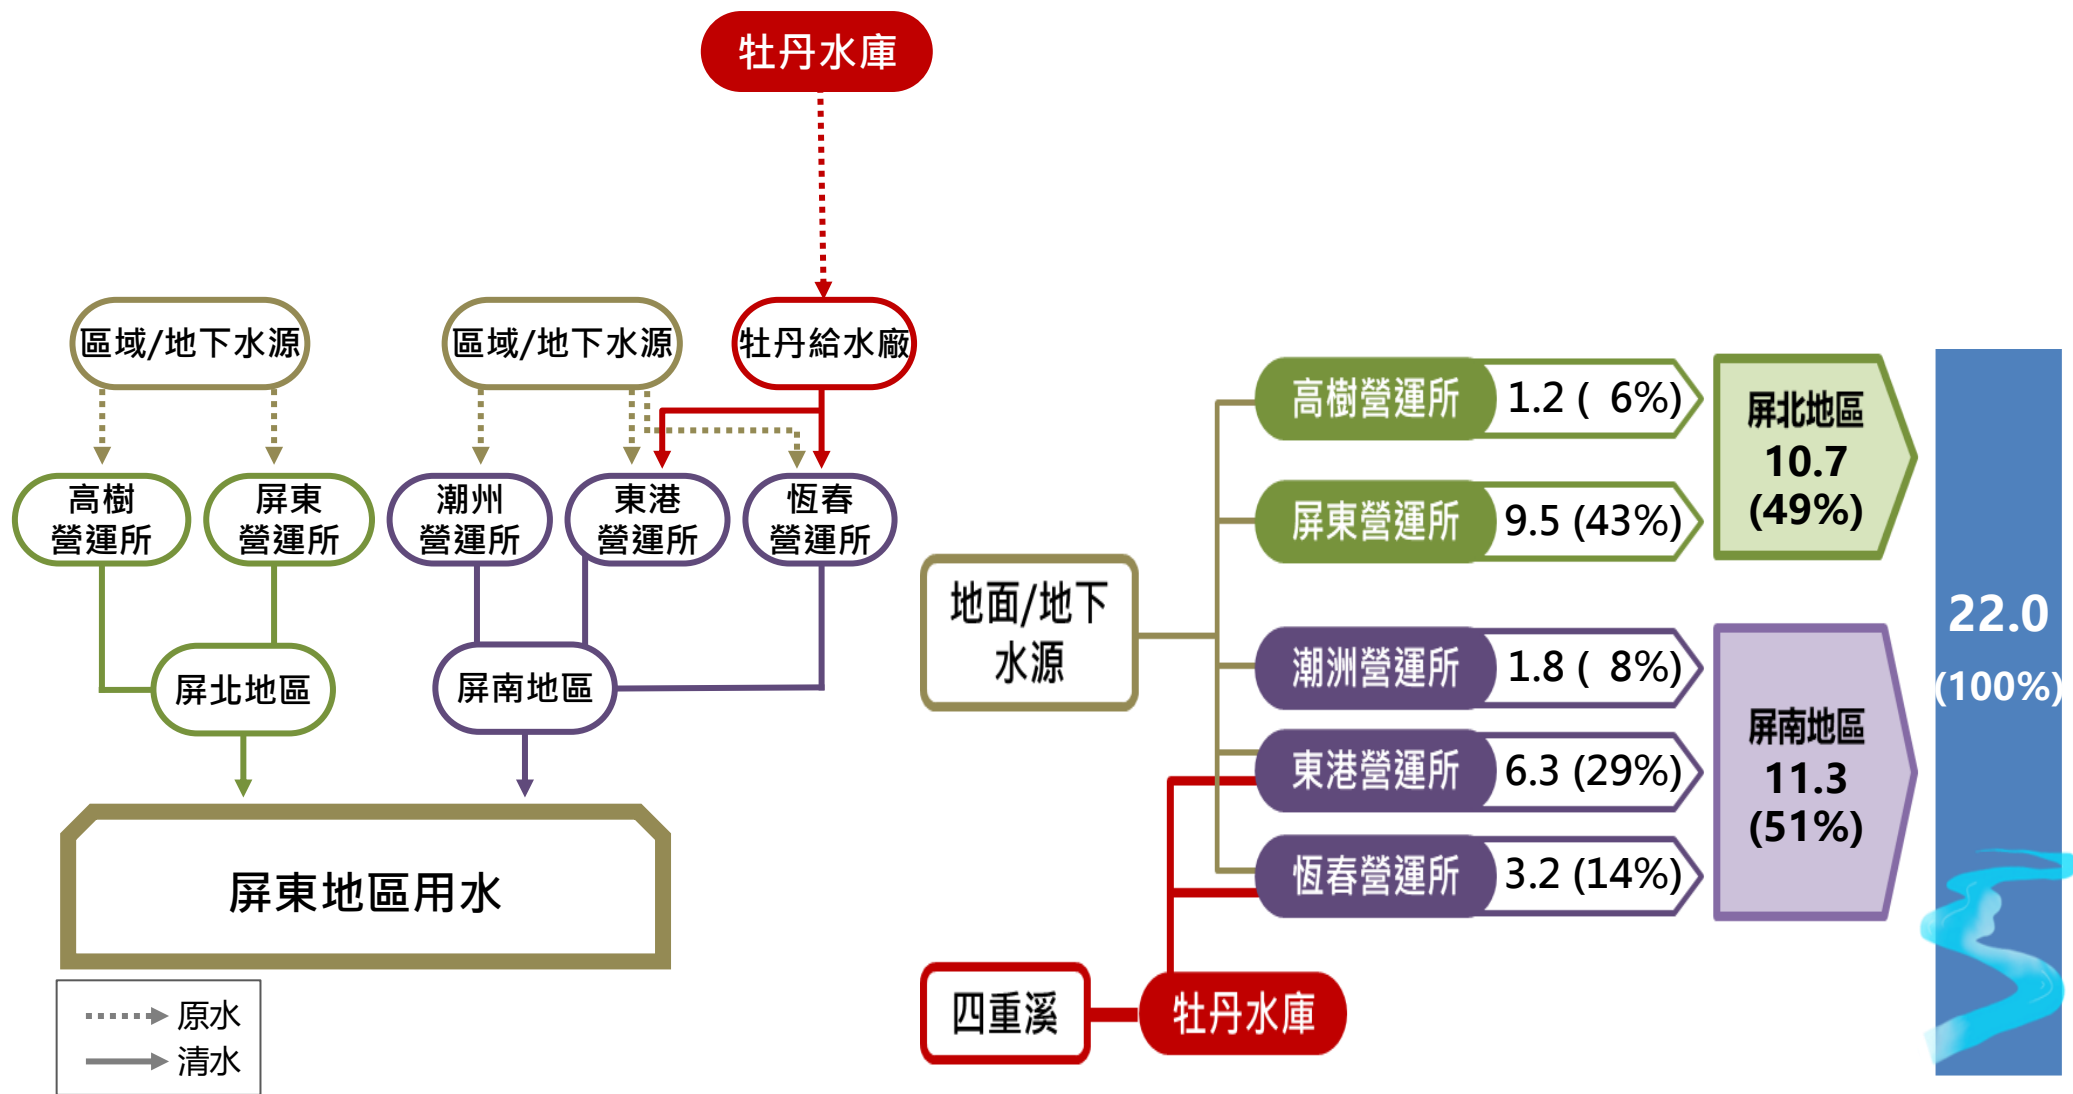 牡丹水庫
區域/地下水源
區域/地下水源
牡丹給水廠
高樹
營運所
屏東
營運所
潮州
營運所
東港
營運所
恆春
營運所
屏北地區
屏南地區
屏東地區用水
原水
清水
地面/地下
水源
高樹營運所
1.2 (  6%)
屏東營運所
9.5 (43%)
潮洲營運所
1.8 (  8%)
東港營運所
6.3 (29%)
恆春營運所
3.2 (14%)
四重溪
牡丹水庫
屏北地區
10.7
(49%)
屏南地區
11.3
(51%)
22.0
(100%)